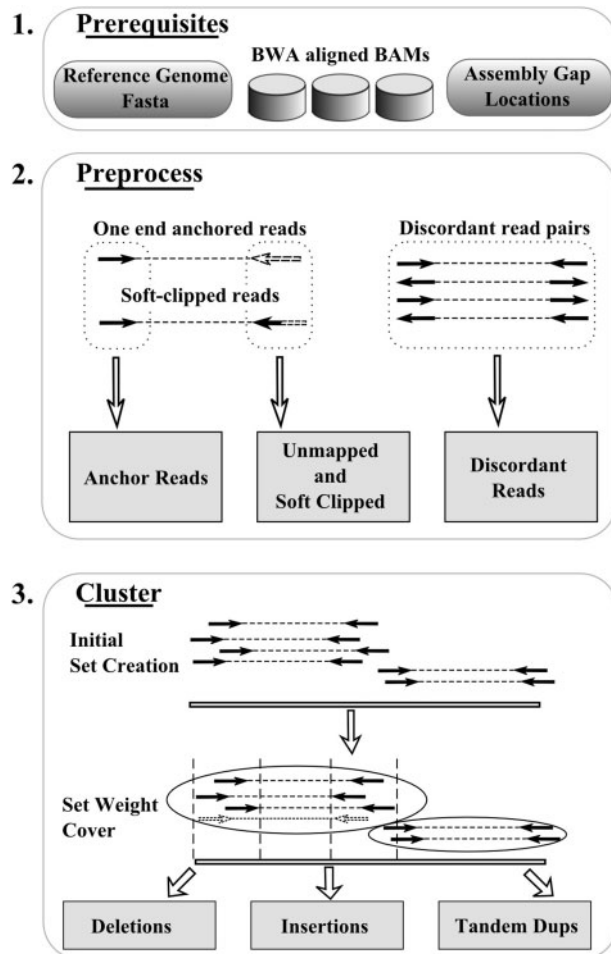 1. Prerequisites
BWA aligned BAMs
Reference Genome
Fasta
Assembly Gap
Locations
2. Preprocess
One end anchored reads
Soft-clipped reads
Discordant read pairs
Anchor Reads
Unmapped
and
Soft Clipped
Discordant
Reads
3. Cluster
Initial
Set Creation
Set Weight
Cover
Deletions
Insertions
Tandem Dups